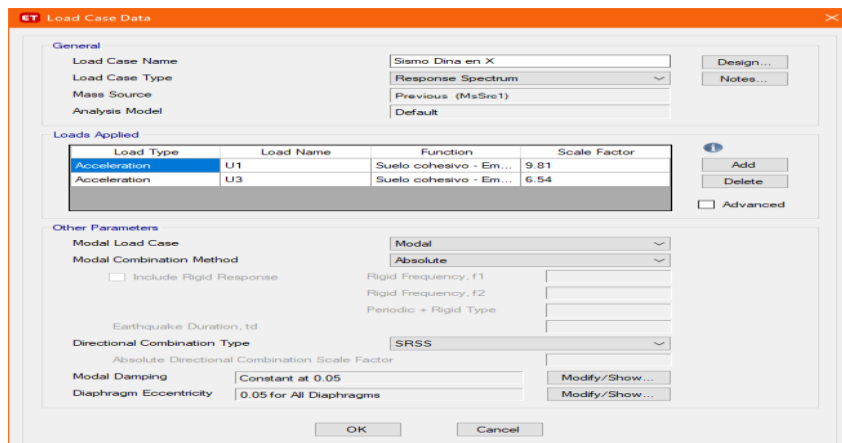 ET Load Case Data
General
Load Case Name Sismo Dina en X Design...
Load Case Type Response Spectrum Notes...
Mass Source Previous (MsSrc1)
Analysis Model Default
Loads Applied
Load Type Load Name Function Scale Factor
Acceleration U1 Suelo cohesivo - Em... 9.81 Add
Acceleration U3 Suelo cohesivo - Em... 6.54 Delete
Advanced
Other Parameters
Modal Load Case Modal
Modal Combination Method Absolute
Include Rigid Response Rigid Frequency, f1
Rigid Frequency, f2
Periodic + Rigid Type
Earthquake Duration, td
Directional Combination Type SRSS
Absolute Directional Combination Scale Factor
Modal Damping Constant at 0.05 Modify/Show...
Diaphragm Eccentricity 0.05 for All Diaphragms Modify/Show...
OK Cancel